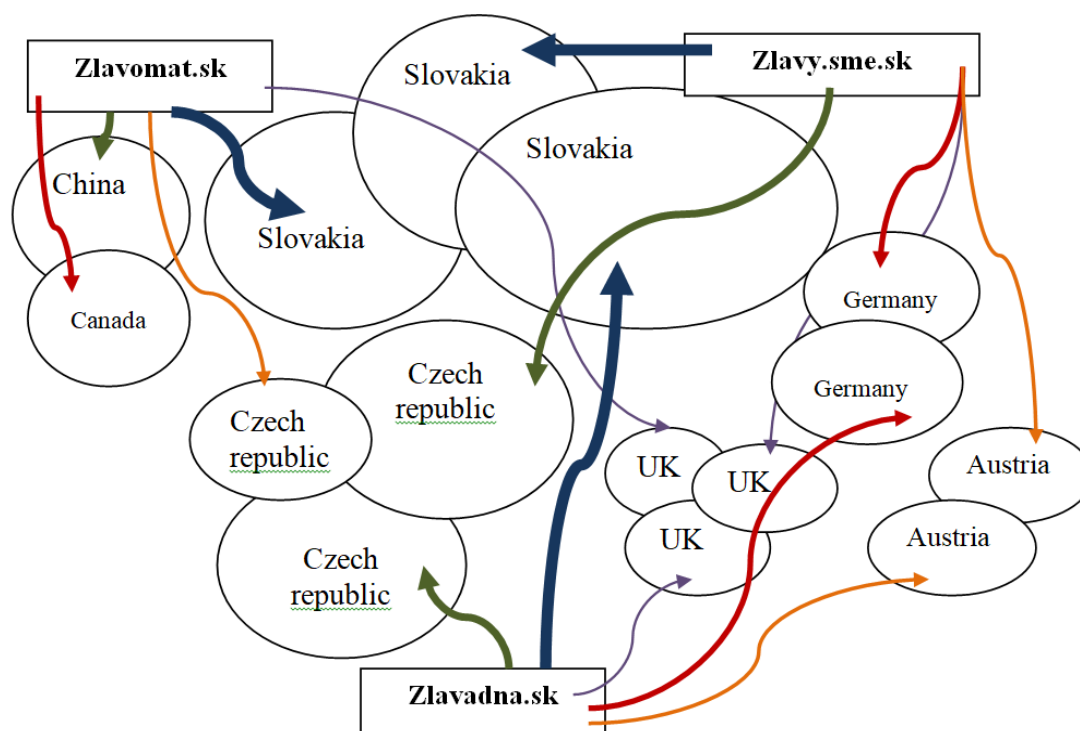 Zlavomat.sk
Zlavy.sme.sk
Slovakia
Slovakia
China
Slovakia
Canada
Germany
Czech
republic
Germany
Czech
republic
UK
UK
Austria
UK
Austria
Czech
republic
Zlavadna.sk